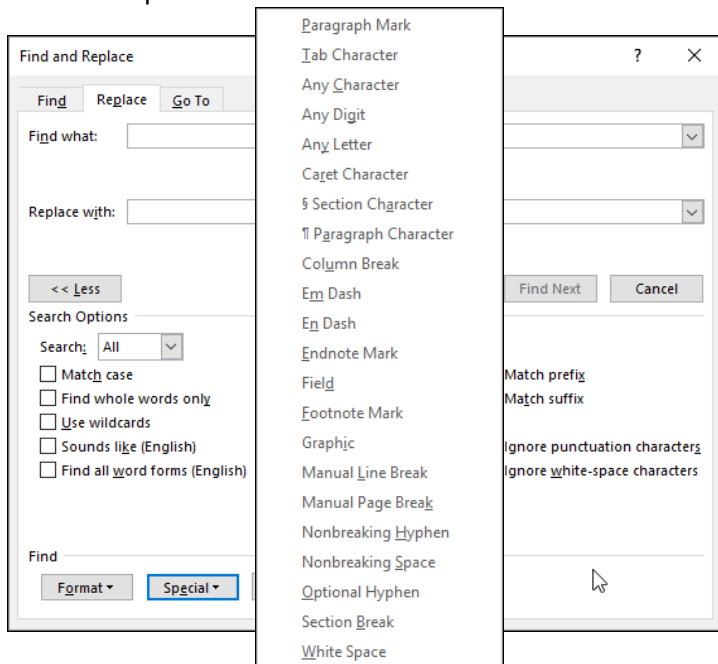 Find and Replace
?
Find
Replace
Go To
Find what:
Replace with:
<< Less
Find Next
Cancel
Search Options
Search:
All
Match case
Find whole words only
Use wildcards
Sounds like (English)
Find all word forms (English)
Match prefix
Match suffix
Ignore punctuation characters
Ignore white-space characters
Find
Format
Special
Paragraph Mark
Tab Character
Any Character
Any Digit
Any Letter
Caret Character
§ Section Character
¶ Paragraph Character
Column Break
Em Dash
En Dash
Endnote Mark
Field
Footnote Mark
Graphic
Manual Line Break
Manual Page Break
Nonbreaking Hyphen
Nonbreaking Space
Optional Hyphen
Section Break
White Space